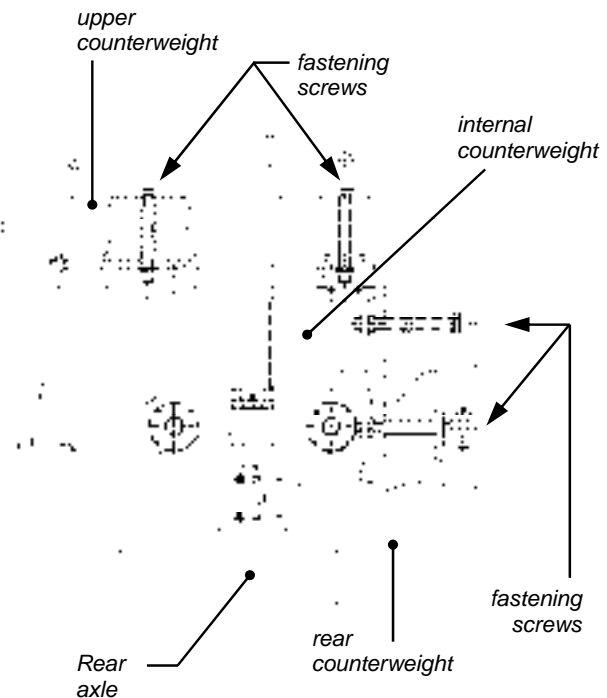 upper
counterweight
fastening
screws
internal
counterweight
fastening
screws
rear
counterweight
Rear
axle